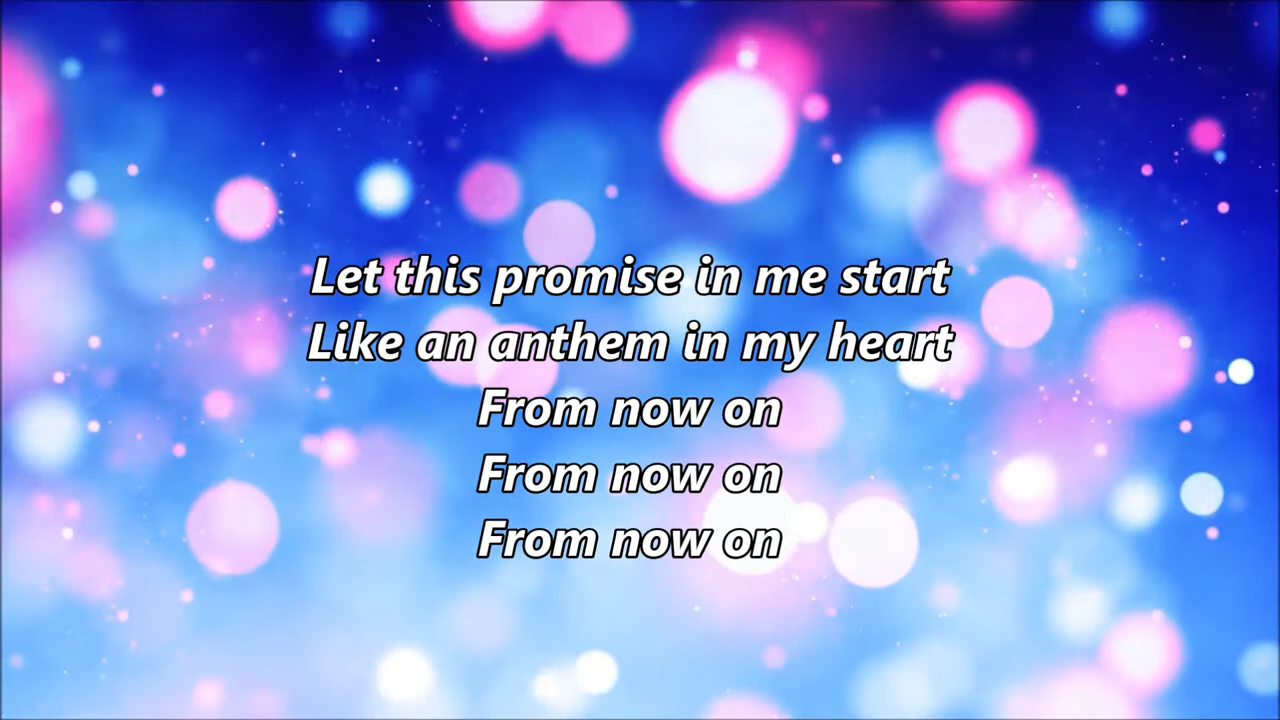 Let this promise in me start
Like an anthem in my heart
From now on
From now on
From now on